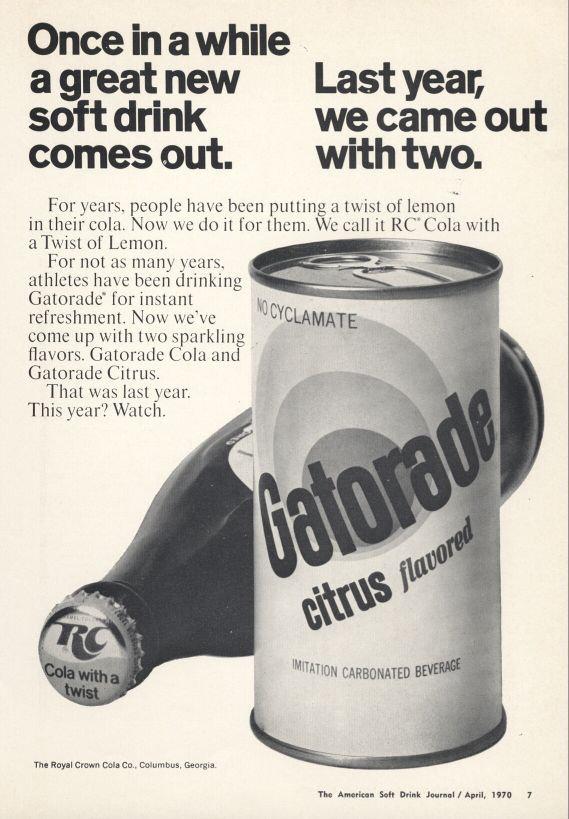 Once in a while
a great new
soft drink
comes out.
Last year,
we came out
with two.
For years, people have been putting a twist of lemon
in their cola. Now we do it for them. We call it RC® Cola with
a Twist of Lemon.
For not as many years,
athletes have been drinking
Gatorade® for instant
refreshment. Now we've
come up with two sparkling
flavors. Gatorade Cola and
Gatorade Citrus.
That was last year.
This year? Watch.
NO CYCLAMATE
Gatorade
citrus flavored
IMITATION CARBONATED BEVERAGE
RC
Cola with a
twist
The Royal Crown Cola Co., Columbus, Georgia.
The American Soft Drink Journal / April, 1970 7